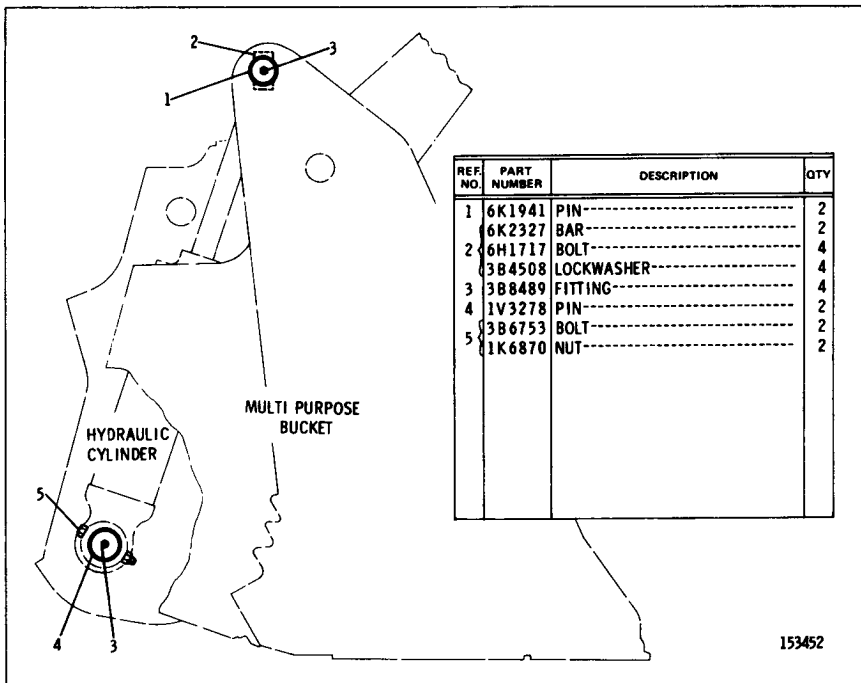 2
3
1
REF. NO. PART NUMBER DESCRIPTION QTY
1 6K1941 PIN 2
6K2327 BAR 2
2 6H1717 BOLT 4
3B4508 LOCKWASHER 4
3 3B8489 FITTING 4
4 1V3278 PIN 2
3B6753 BOLT 2
5
1K6870 NUT 2
MULTI PURPOSE
BUCKET
HYDRAULIC
CYLINDER
5
4
3
153452